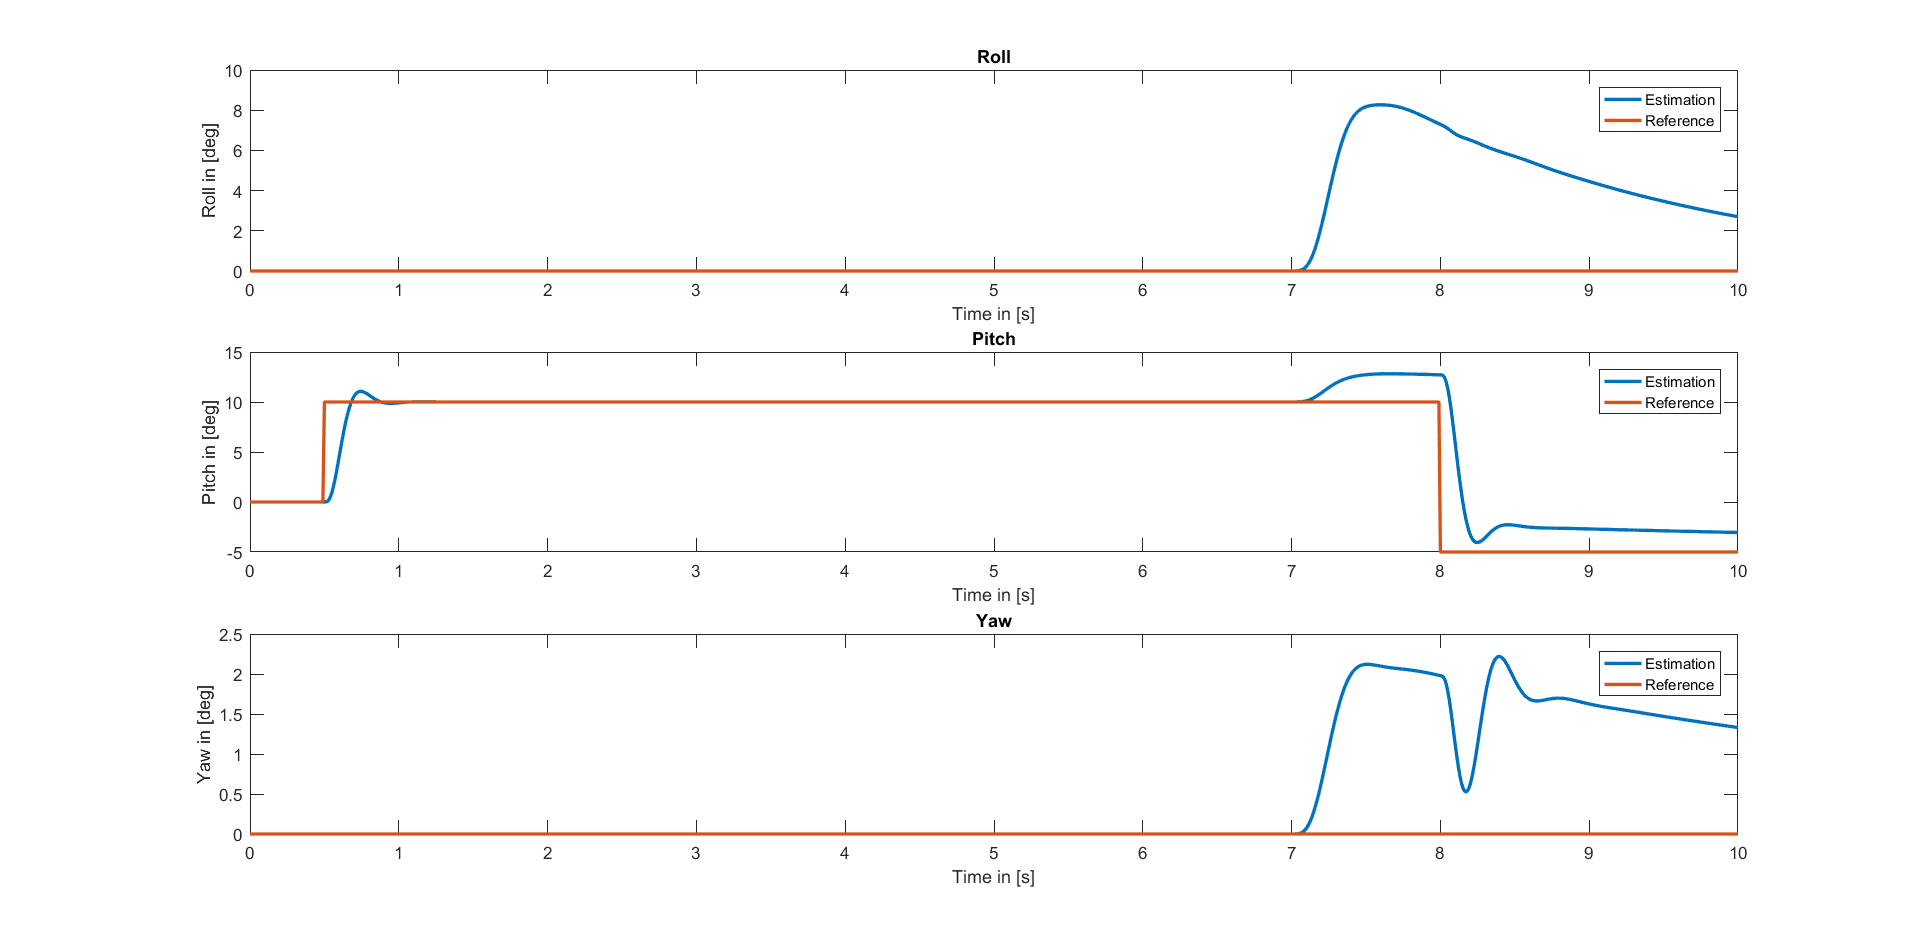 Roll
10
8
6
4
2
0
Roll in [deg]
Estimation
Reference
0 1 2 3 4 5 6 7 8 9 10
Time in [s]
Pitch
15
10
5
0
-5
Pitch in [deg]
Estimation
Reference
0 1 2 3 4 5 6 7 8 9 10
Time in [s]
Yaw
2.5
2
1.5
1
0.5
0
Yaw in [deg]
Estimation
Reference
0 1 2 3 4 5 6 7 8 9 10
Time in [s]